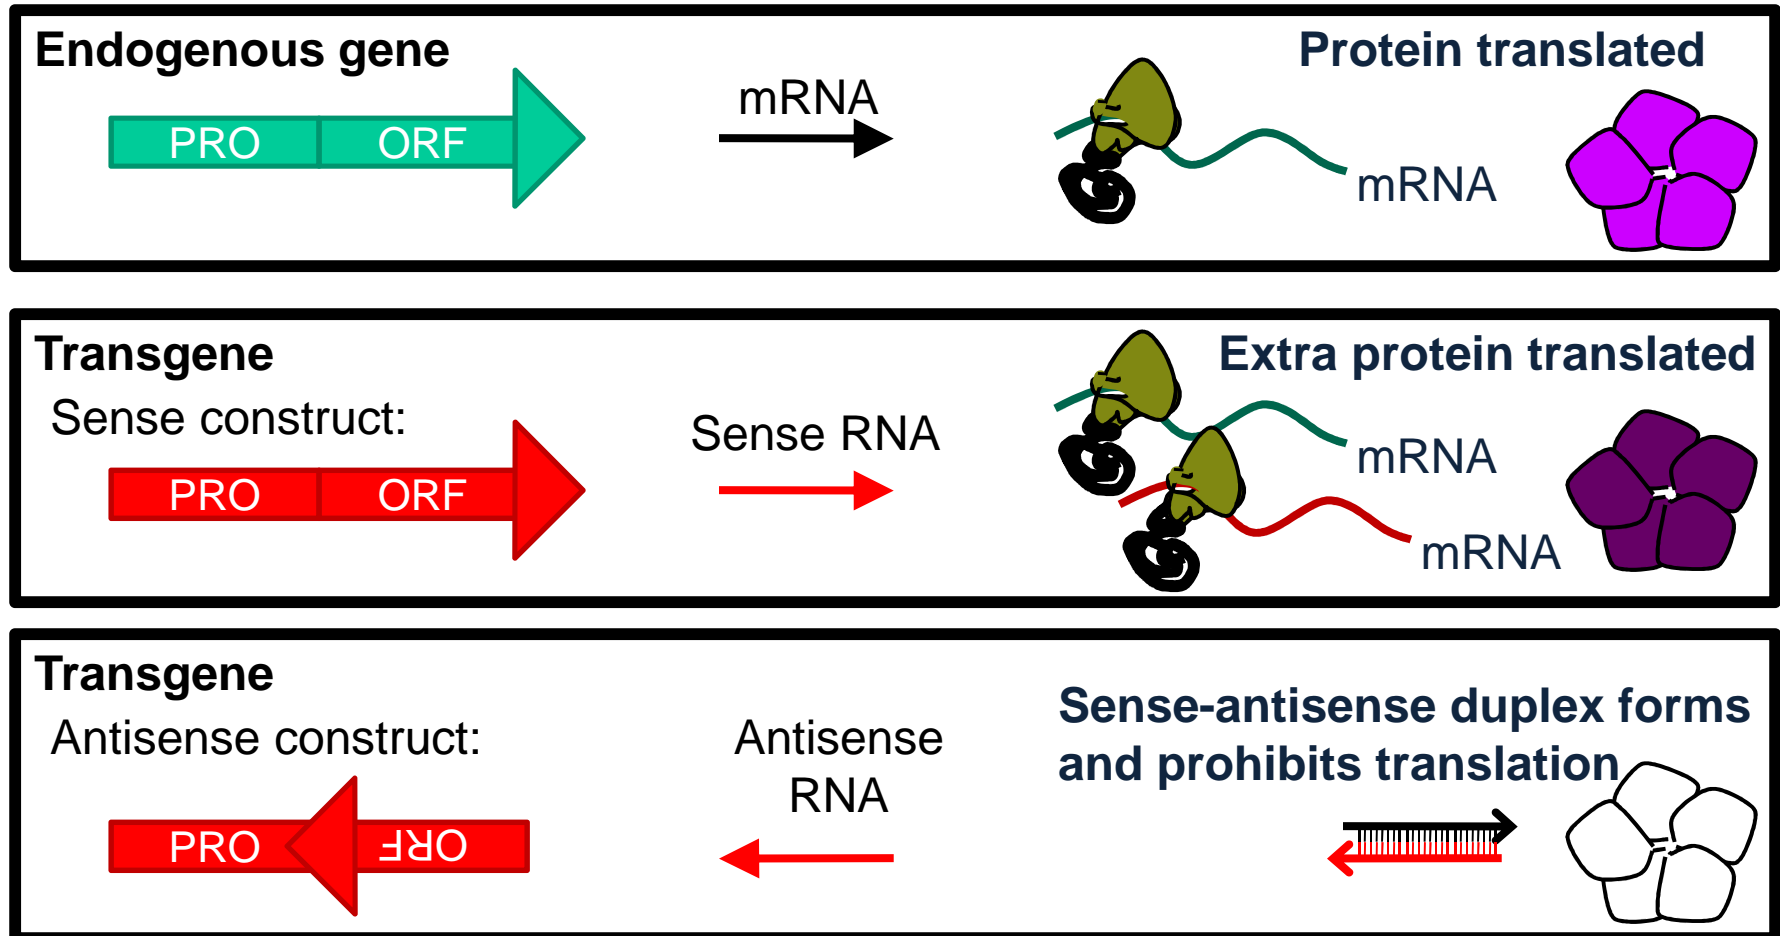 Endogenous gene
Protein translated
mRNA
PRO ORF
mRNA
Transgene
Extra protein translated
Sense construct:
Sense RNA
mRNA
PRO ORF
mRNA
Transgene
Sense-antisense duplex forms
and prohibits translation
Antisense construct:
Antisense
RNA
PRO ORF